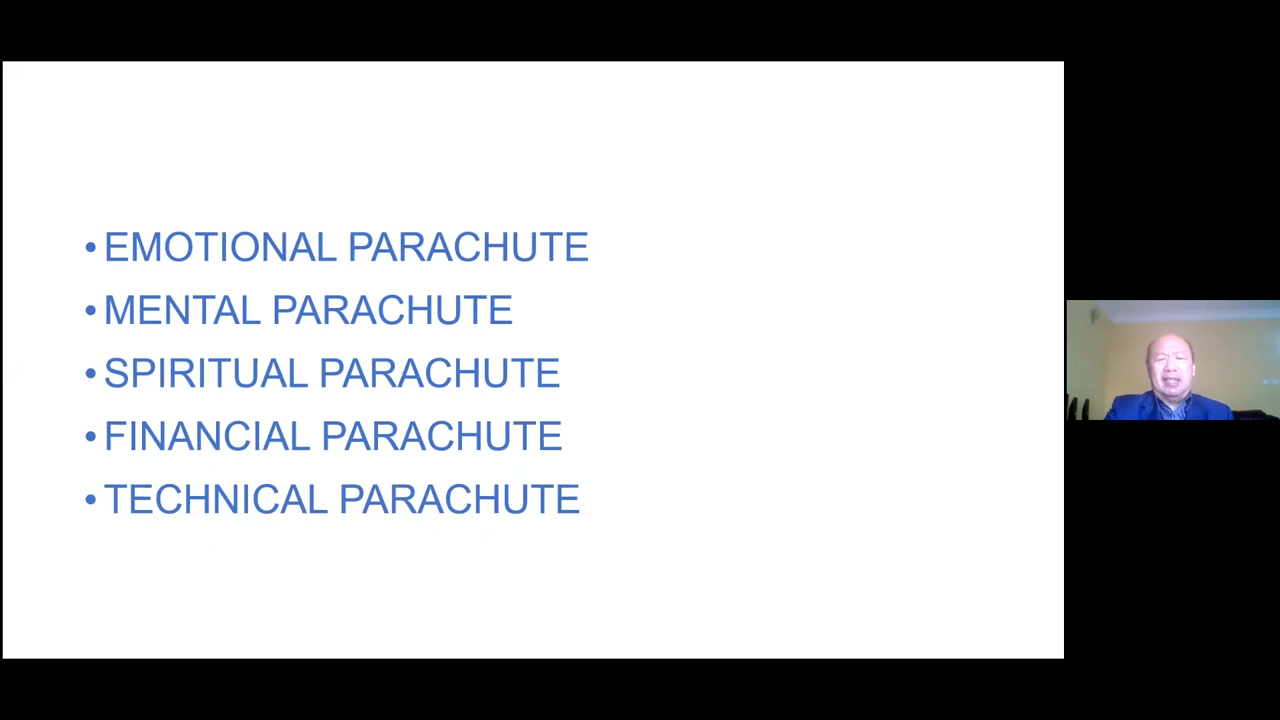 • EMOTIONAL PARACHUTE
• MENTAL PARACHUTE
• SPIRITUAL PARACHUTE
• FINANCIAL PARACHUTE
• TECHNICAL PARACHUTE